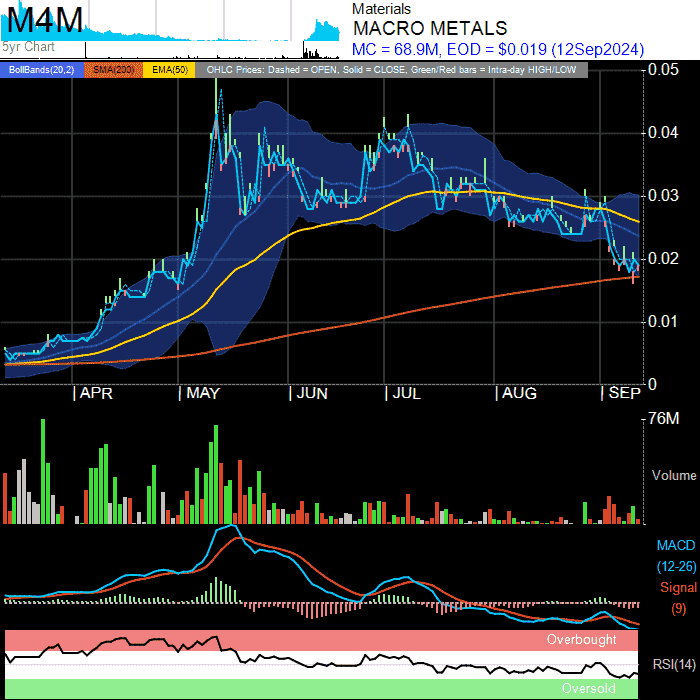 M4M
5yr Chart
Materials
MACRO METALS
MC = 68.9M, EOD = $0.019 (12Sep2024)
BollBands(20,2) SMA(200) EMA(50) OHLC Prices: Dashed = OPEN, Solid = CLOSE, Green/Red bars = Intra-day HIGH/LOW
0.05
0.04
0.03
0.02
0.01
0
APR MAY JUN JUL AUG SEP
76M
Volume
MACD
(12-26)
Signal
(9)
Overbought
RSI(14)
Oversold